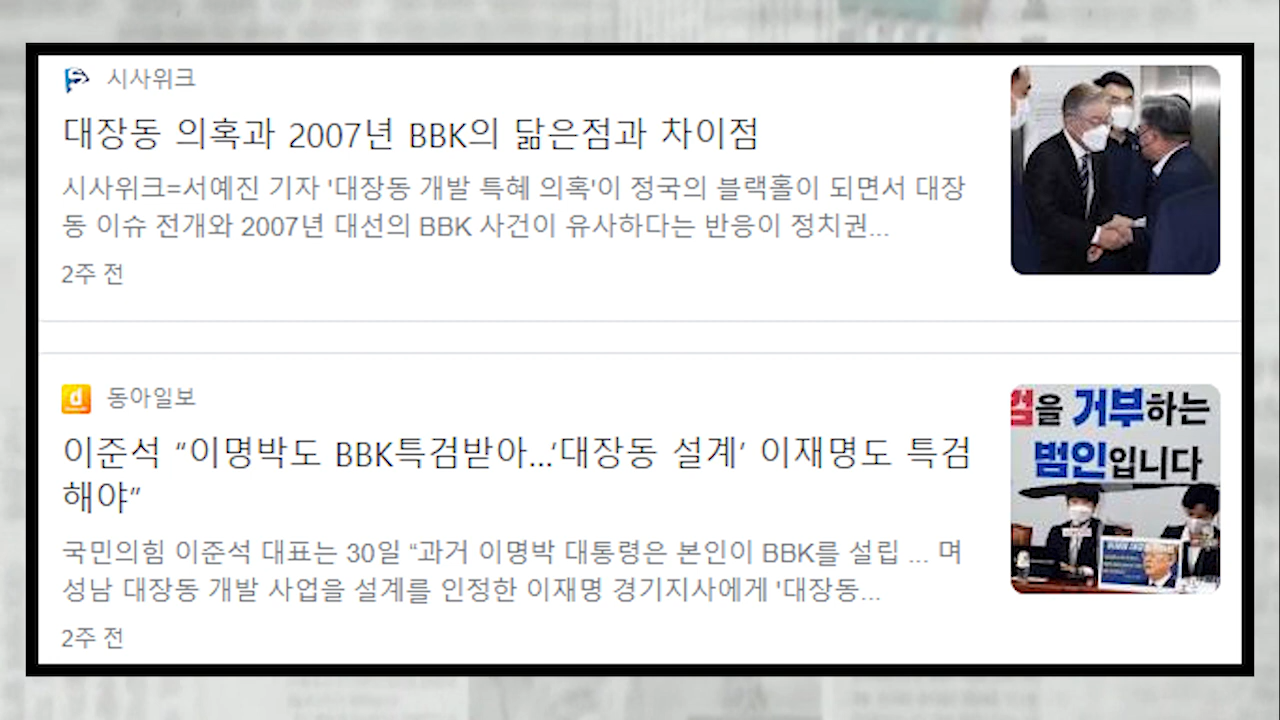 시사위크
대장동 의혹과 2007년 BBK의 닮은점과 차이점
시사위크=서예진 기자 '대장동 개발 특혜 의혹'이 정국의 블랙홀이 되면서 대장
동 이슈 전개와 2007년 대선의 BBK 사건이 유사하다는 반응이 정치권...
2주 전
동아일보
이준석 “이명박도 BBK특검받아…‘대장동 설계’ 이재명도 특검
해야”
국민의힘 이준석 대표는 30일 “과거 이명박 대통령은 본인이 BBK를 설립 ... 며
성남 대장동 개발 사업을 설계를 인정한 이재명 경기지사에게 '대장동...
2주 전
검을 거부하는
범인입니다